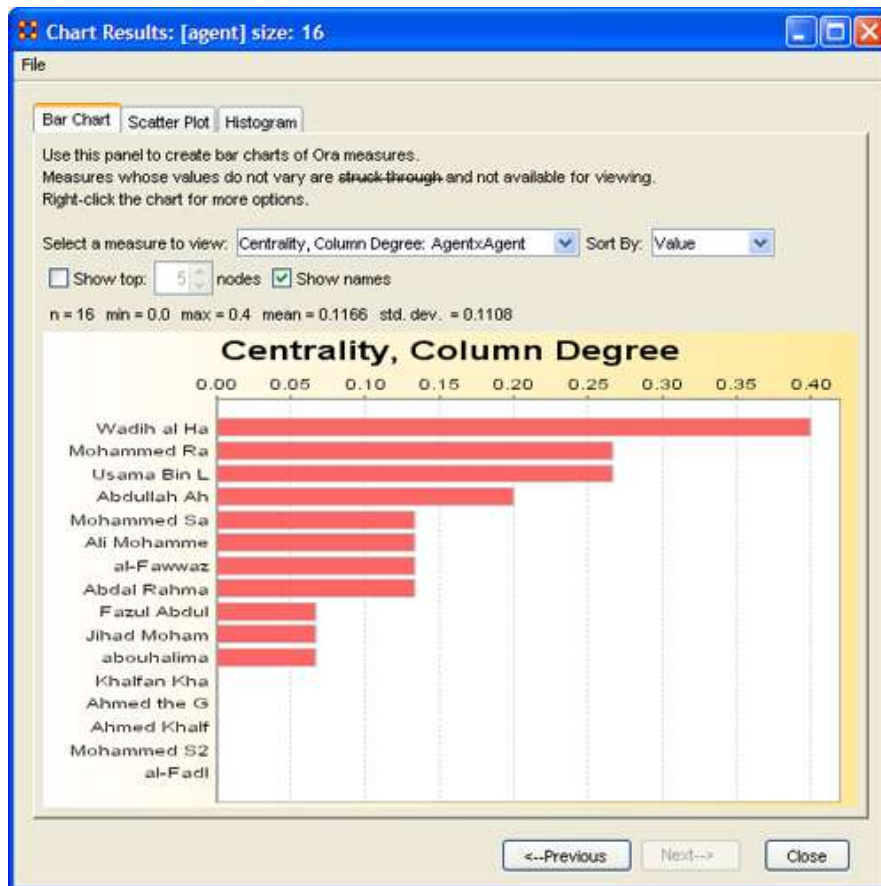 Chart Results: [agent] size: 16
File
Bar Chart Scatter Plot Histogram
Use this panel to create bar charts of Ora measures.
Measures whose values do not vary are struck through and not available for viewing.
Right-click the chart for more options.
Select a measure to view: Centrality, Column Degree: AgentxAgent Sort By: Value
Show top: 5 nodes Show names
n = 16 min = 0.0 max = 0.4 mean = 0.1166 std. dev. = 0.1108
Centrality, Column Degree
0.00 0.05 0.10 0.15 0.20 0.25 0.30 0.35 0.40
Wadih al Ha
Mohammed Ra
Usama Bin L
Abdullah Ah
Mohammed Sa
Ali Mohamme
al-Fawwaz
Abdal Rahma
Fazul Abdul
Jihad Moham
abouhalima
Khalfan Kha
Ahmed the G
Ahmed Khalf
Mohammed S2
al-Fadl
<--Previous Next--> Close